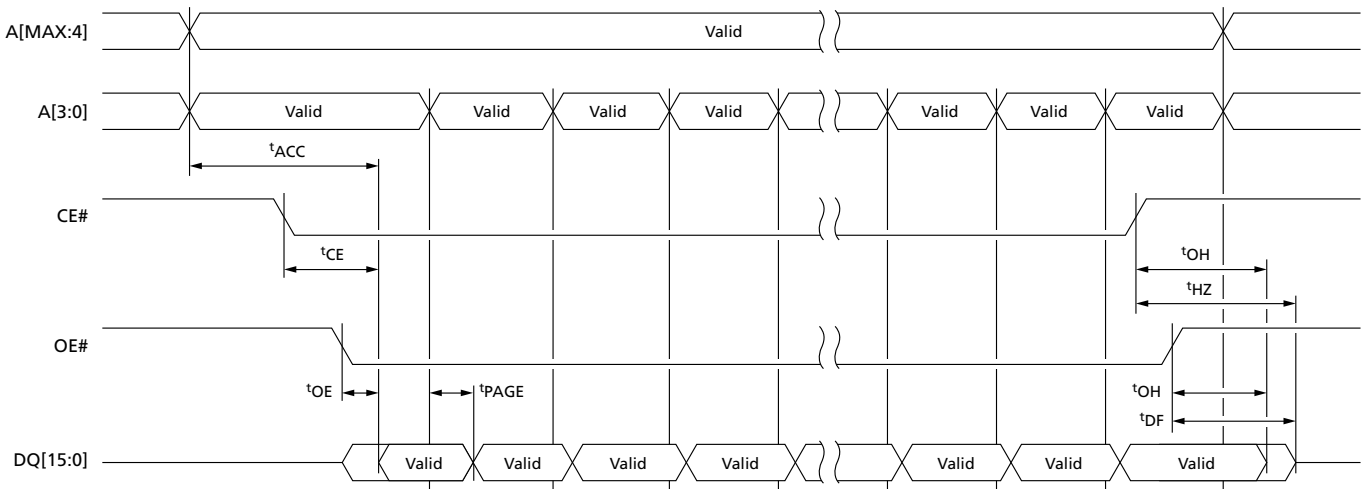 A[MAX:4]
Valid
A[3:0]
Valid Valid Valid Valid Valid Valid Valid
tACC
CE#
tCE
tOH
tHZ
OE#
tOE
tPAGE
tOH
tDF
DQ[15:0]
Valid Valid Valid Valid Valid Valid Valid